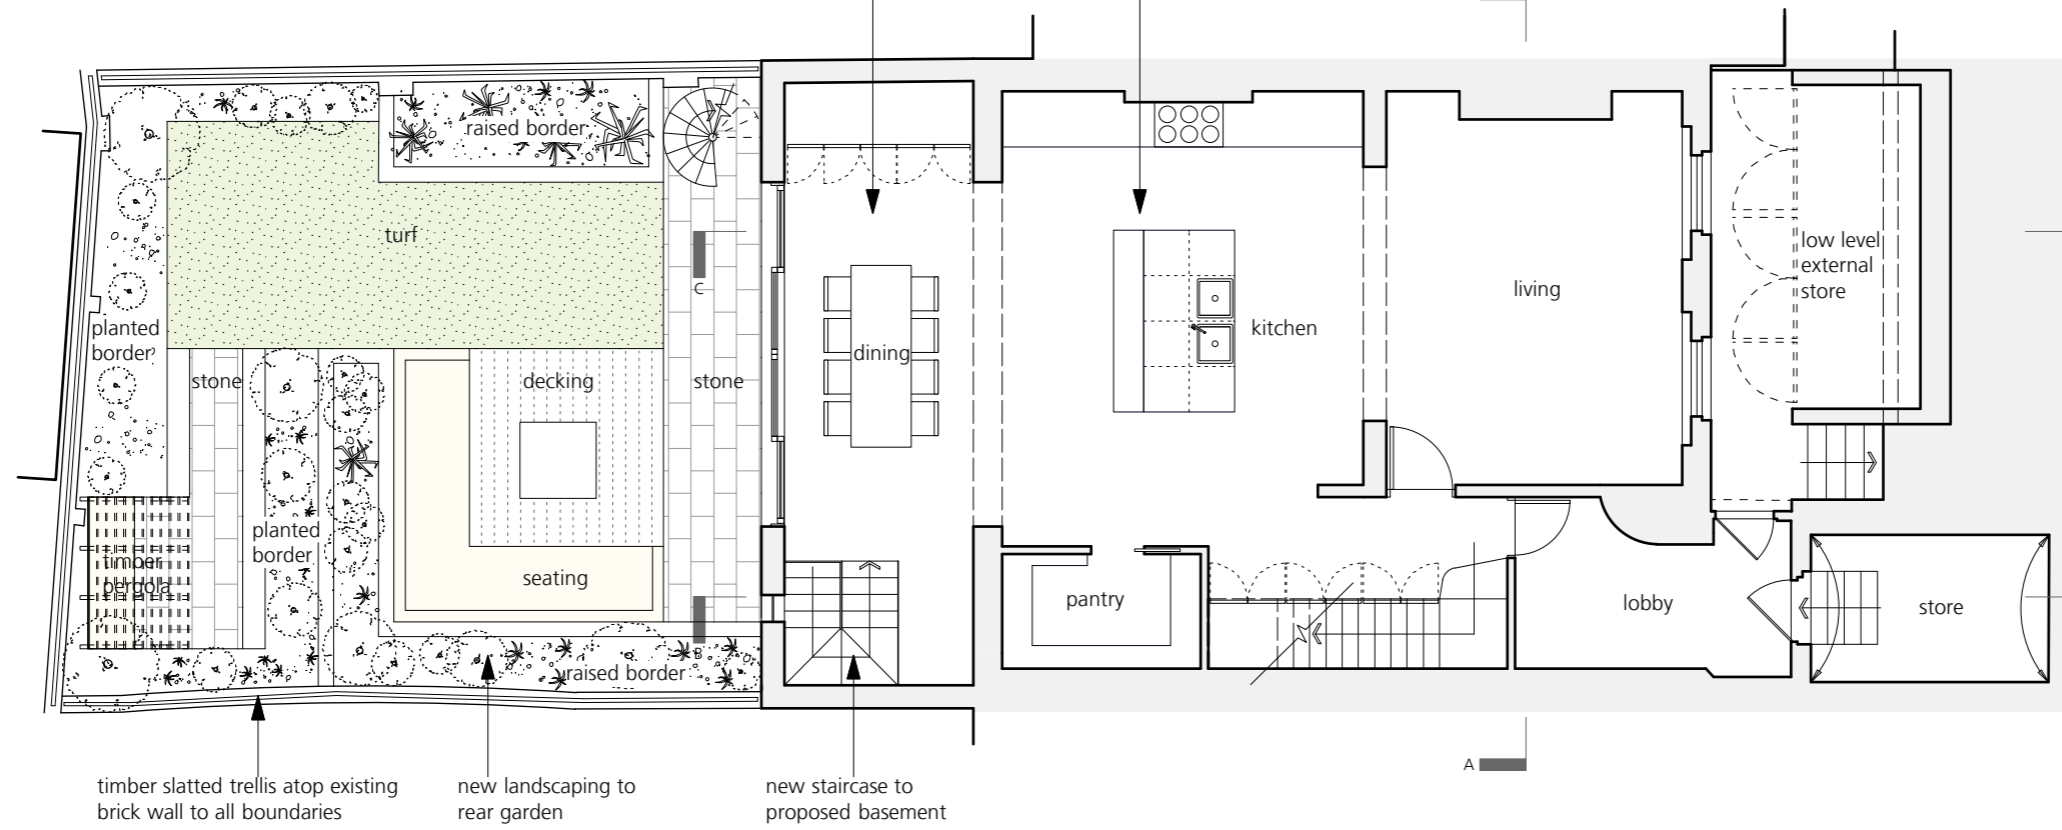 raised border
turf
C
low level
external
store
living
planted
border
kitchen
dining
stone
decking
stone
planted
border
timber
pergola
seating
pantry
lobby
store
B
raised border
A
timber slatted trellis atop existing
brick wall to all boundaries
new landscaping to
rear garden
new staircase to
proposed basement